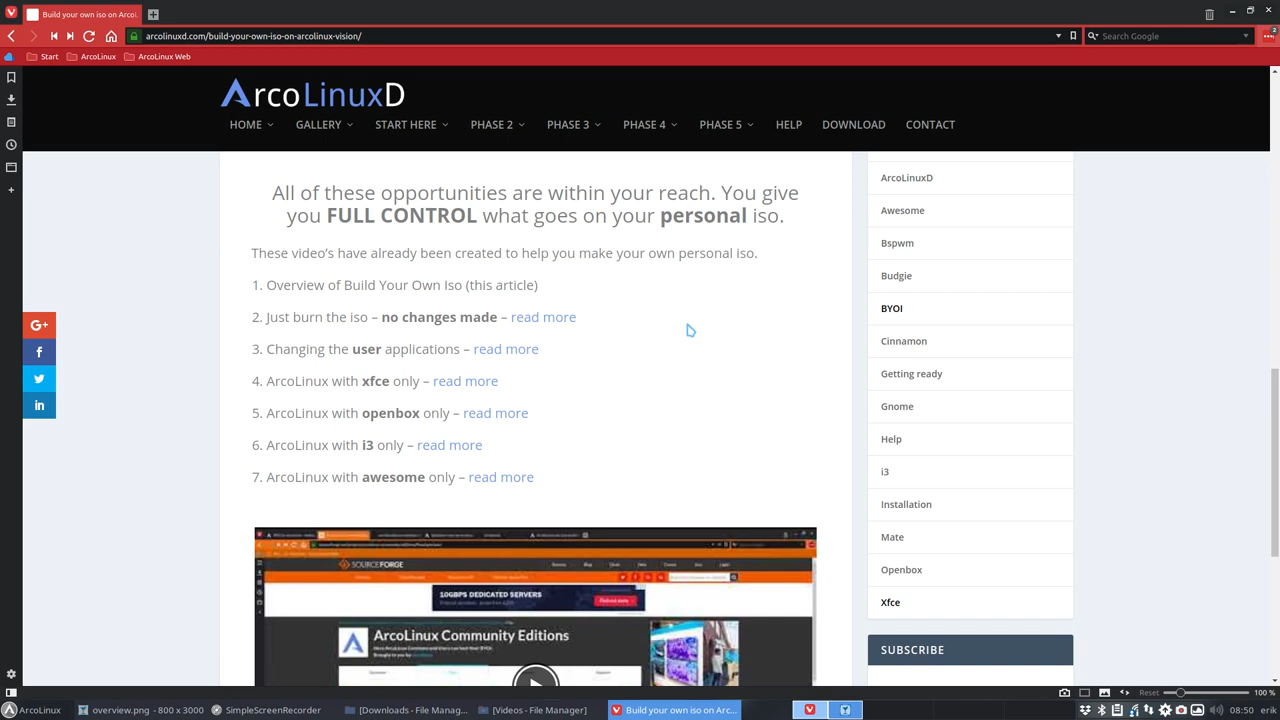 Build your own iso on Arcol
arcolinuxd.com/build-your-own-iso-on-arcolinux-vision/
Search Google
2
Start
ArcoLinux
ArcoLinux Web
ArcoLinuxD
HOME
GALLERY
START HERE
PHASE 2
PHASE 3
PHASE 4
PHASE 5
HELP
DOWNLOAD
CONTACT
All of these opportunities are within your reach. You give
you FULL CONTROL what goes on your personal iso.
These video's have already been created to help you make your own personal iso.
1. Overview of Build Your Own Iso (this article)
2. Just burn the iso – no changes made – read more
3. Changing the user applications – read more
4. ArcoLinux with xfce only – read more
5. ArcoLinux with openbox only – read more
6. ArcoLinux with i3 only – read more
7. ArcoLinux with awesome only – read more
SOURCEFORGE
10GBPS DEDICATED SERVERS
ArcoLinux Community Editions
G+
f
in
ArcoLinuxD
Awesome
Bspwm
Budgie
BYOI
Cinnamon
Getting ready
Gnome
Help
i3
Installation
Mate
Openbox
Xfce
SUBSCRIBE
Reset
100 %
ArcoLinux
overview.png - 800 x 3000
SimpleScreenRecorder
[Downloads - File Manag...
[Videos - File Manager]
Build your own iso on Arc...
08:50
erik